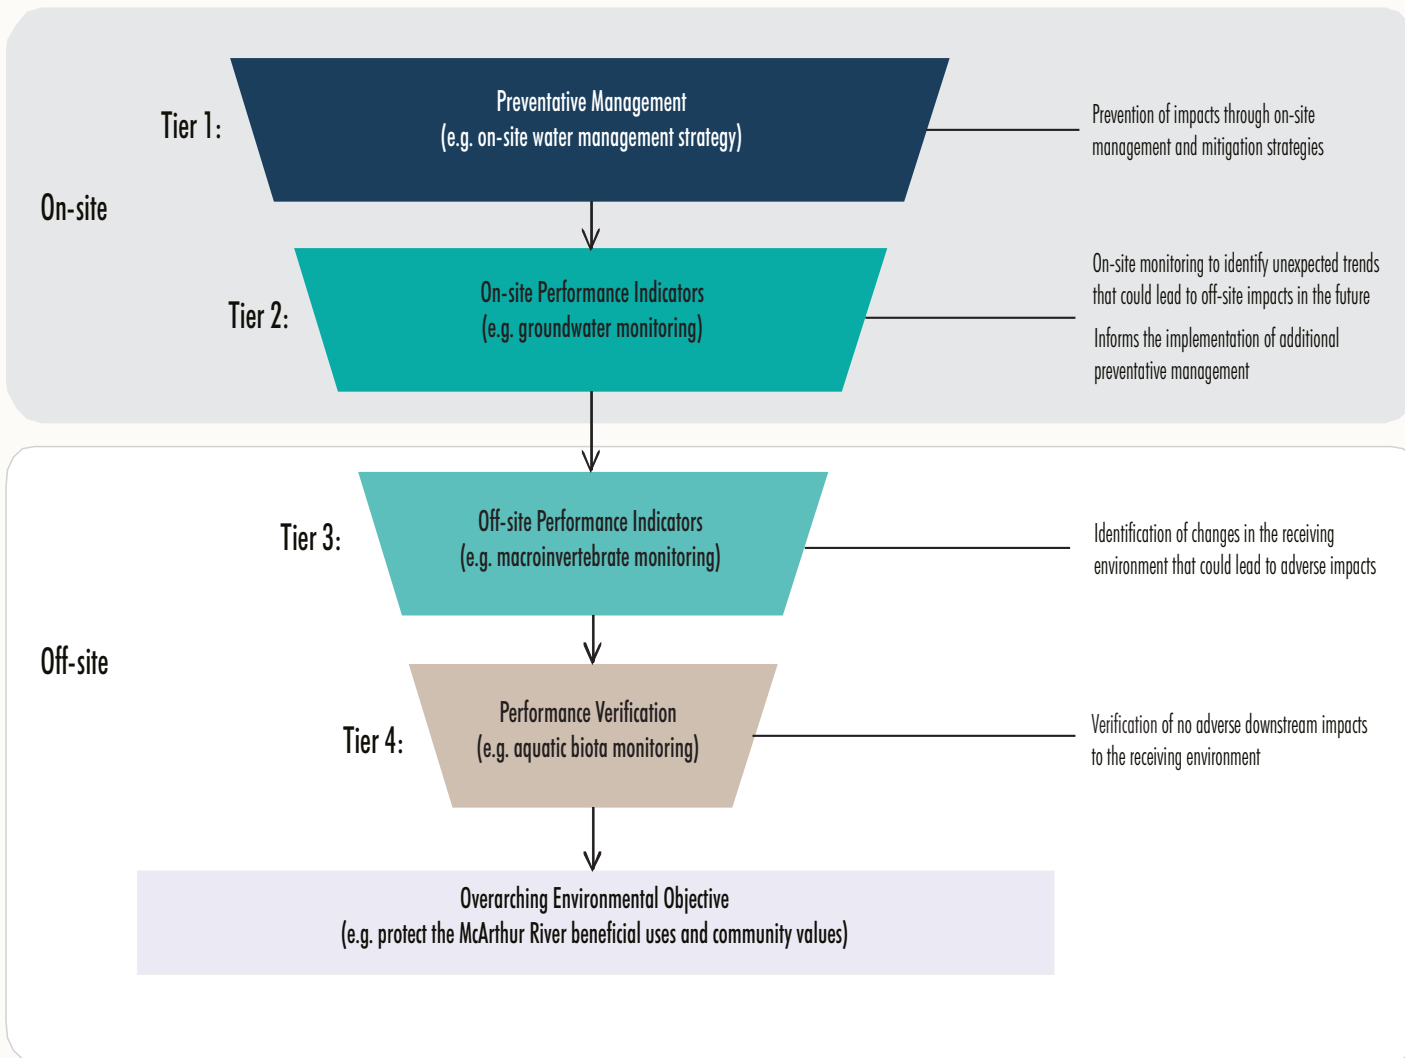 Tier 1:
Preventative Management
(e.g. on-site water management strategy)
Prevention of impacts through on-site
management and mitigation strategies
On-site
Tier 2:
On-site Performance Indicators
(e.g. groundwater monitoring)
On-site monitoring to identify unexpected trends
that could lead to off-site impacts in the future
Informs the implementation of additional
preventative management
Tier 3:
Off-site Performance Indicators
(e.g. macroinvertebrate monitoring)
Identification of changes in the receiving
environment that could lead to adverse impacts
Off-site
Tier 4:
Performance Verification
(e.g. aquatic biota monitoring)
Verification of no adverse downstream impacts
to the receiving environment
Overarching Environmental Objective
(e.g. protect the McArthur River beneficial uses and community values)